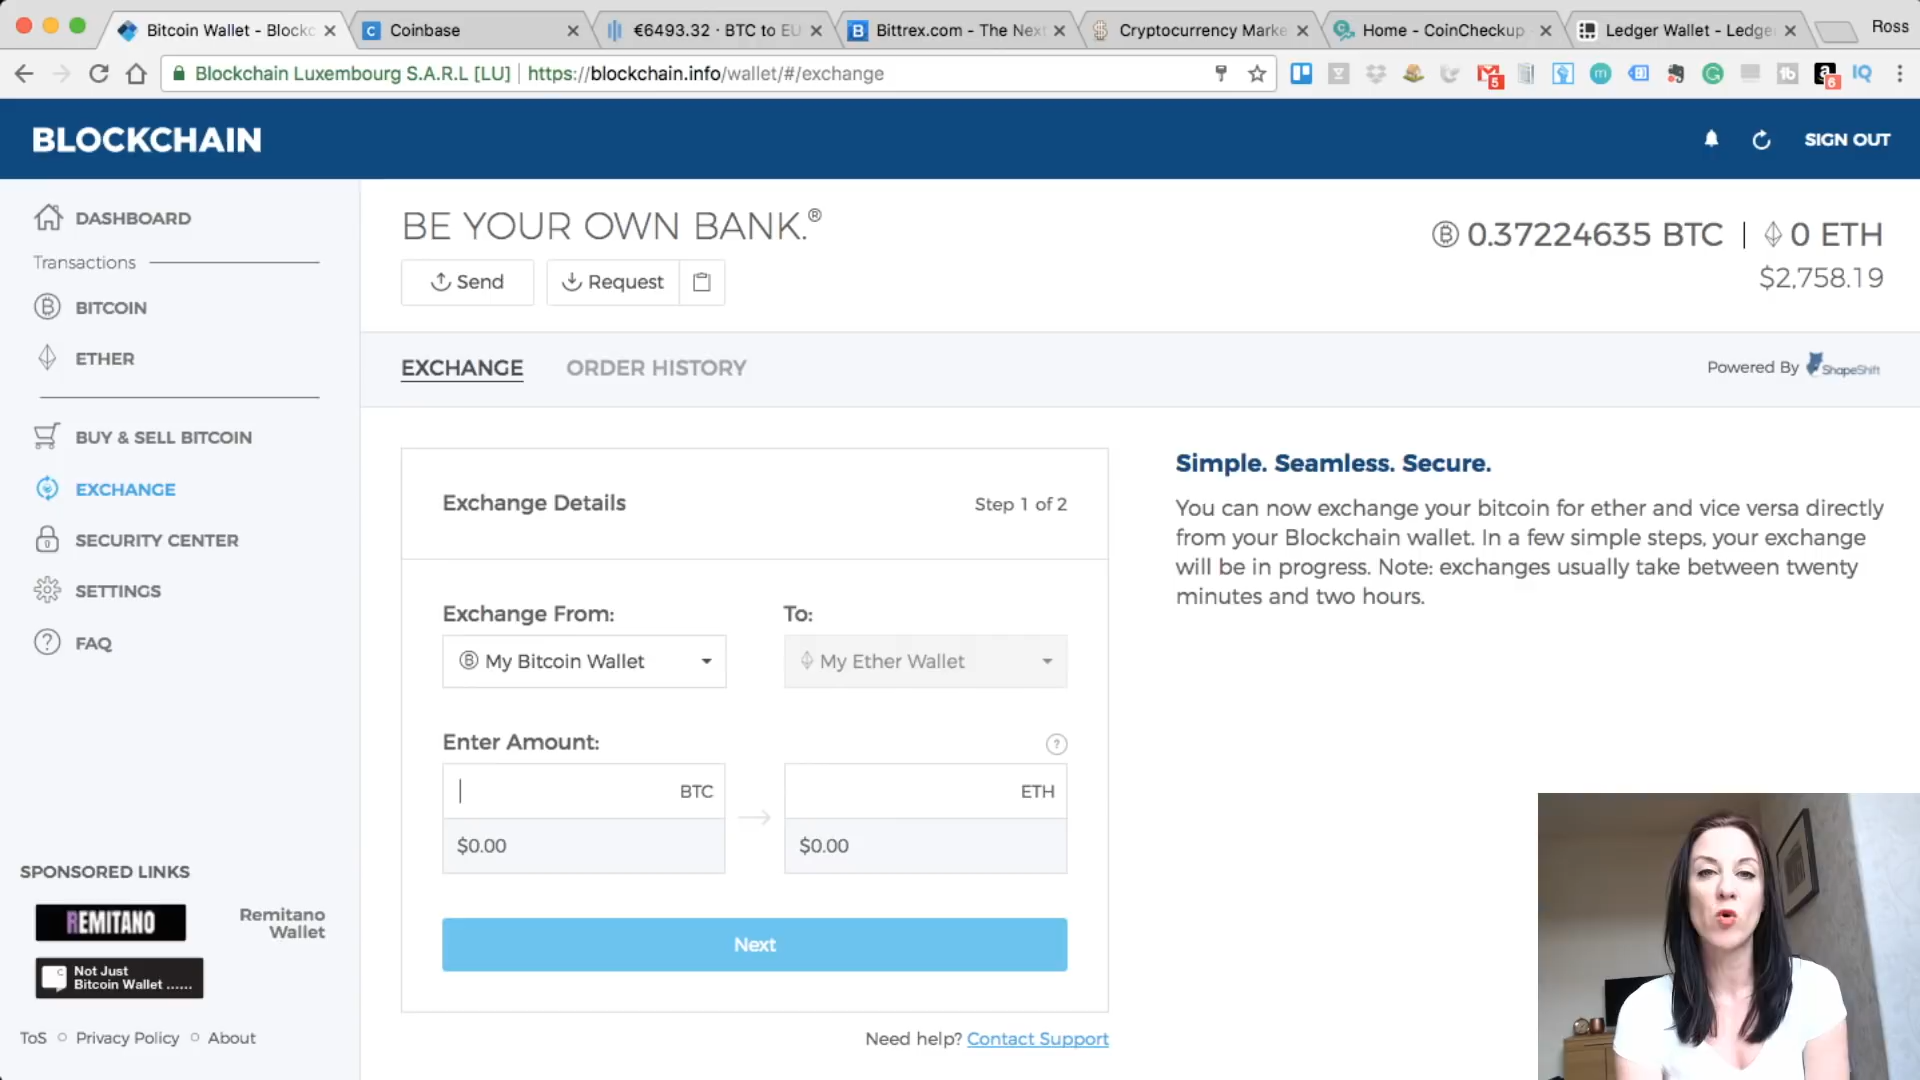 Bitcoin Wallet - Blockc
Coinbase
€6493.32 · BTC to EU
Bittrex.com - The Next
Cryptocurrency Marke
Home - CoinCheckup
Ledger Wallet - Ledge
Ross
Blockchain Luxembourg S.A.R.L [LU]
https://blockchain.info/wallet/#/exchange
5
m
tb
a
6
IQ
BLOCKCHAIN
SIGN OUT
DASHBOARD
Transactions
BITCOIN
ETHER
BUY & SELL BITCOIN
EXCHANGE
SECURITY CENTER
SETTINGS
FAQ
SPONSORED LINKS
REMITANO
Remitano
Wallet
Not Just
Bitcoin Wallet ......
ToS
Privacy Policy
About
BE YOUR OWN BANK.®
0.37224635 BTC | 0 ETH
$2,758.19
Send
Request
EXCHANGE
ORDER HISTORY
Powered By ShapeShift
Exchange Details
Step 1 of 2
Exchange From:
To:
My Bitcoin Wallet
My Ether Wallet
Enter Amount:
?
BTC
ETH
$0.00
$0.00
Next
Need help? Contact Support
Simple. Seamless. Secure.
You can now exchange your bitcoin for ether and vice versa directly
from your Blockchain wallet. In a few simple steps, your exchange
will be in progress. Note: exchanges usually take between twenty
minutes and two hours.